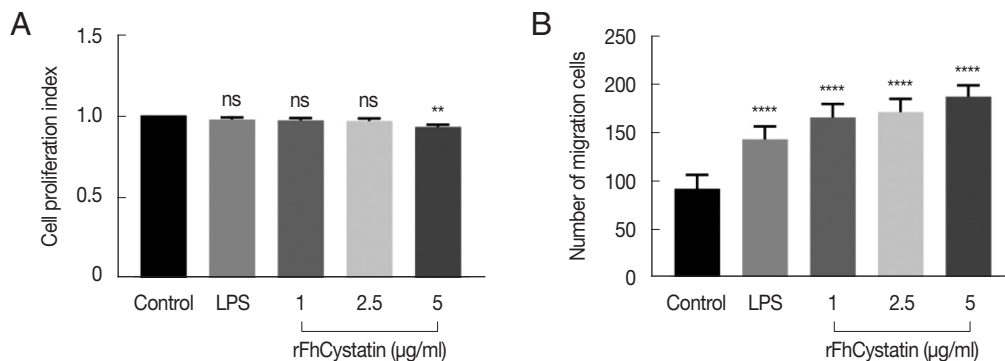 A
Cell proliferation index
1.5
1.0
0.5
0
ns
ns
ns
**
Control
LPS
1
2.5
5
rFhCystatin (µg/ml)
B
Number of migration cells
250
200
150
100
50
0
****
****
****
****
Control
LPS
1
2.5
5
rFhCystatin (µg/ml)